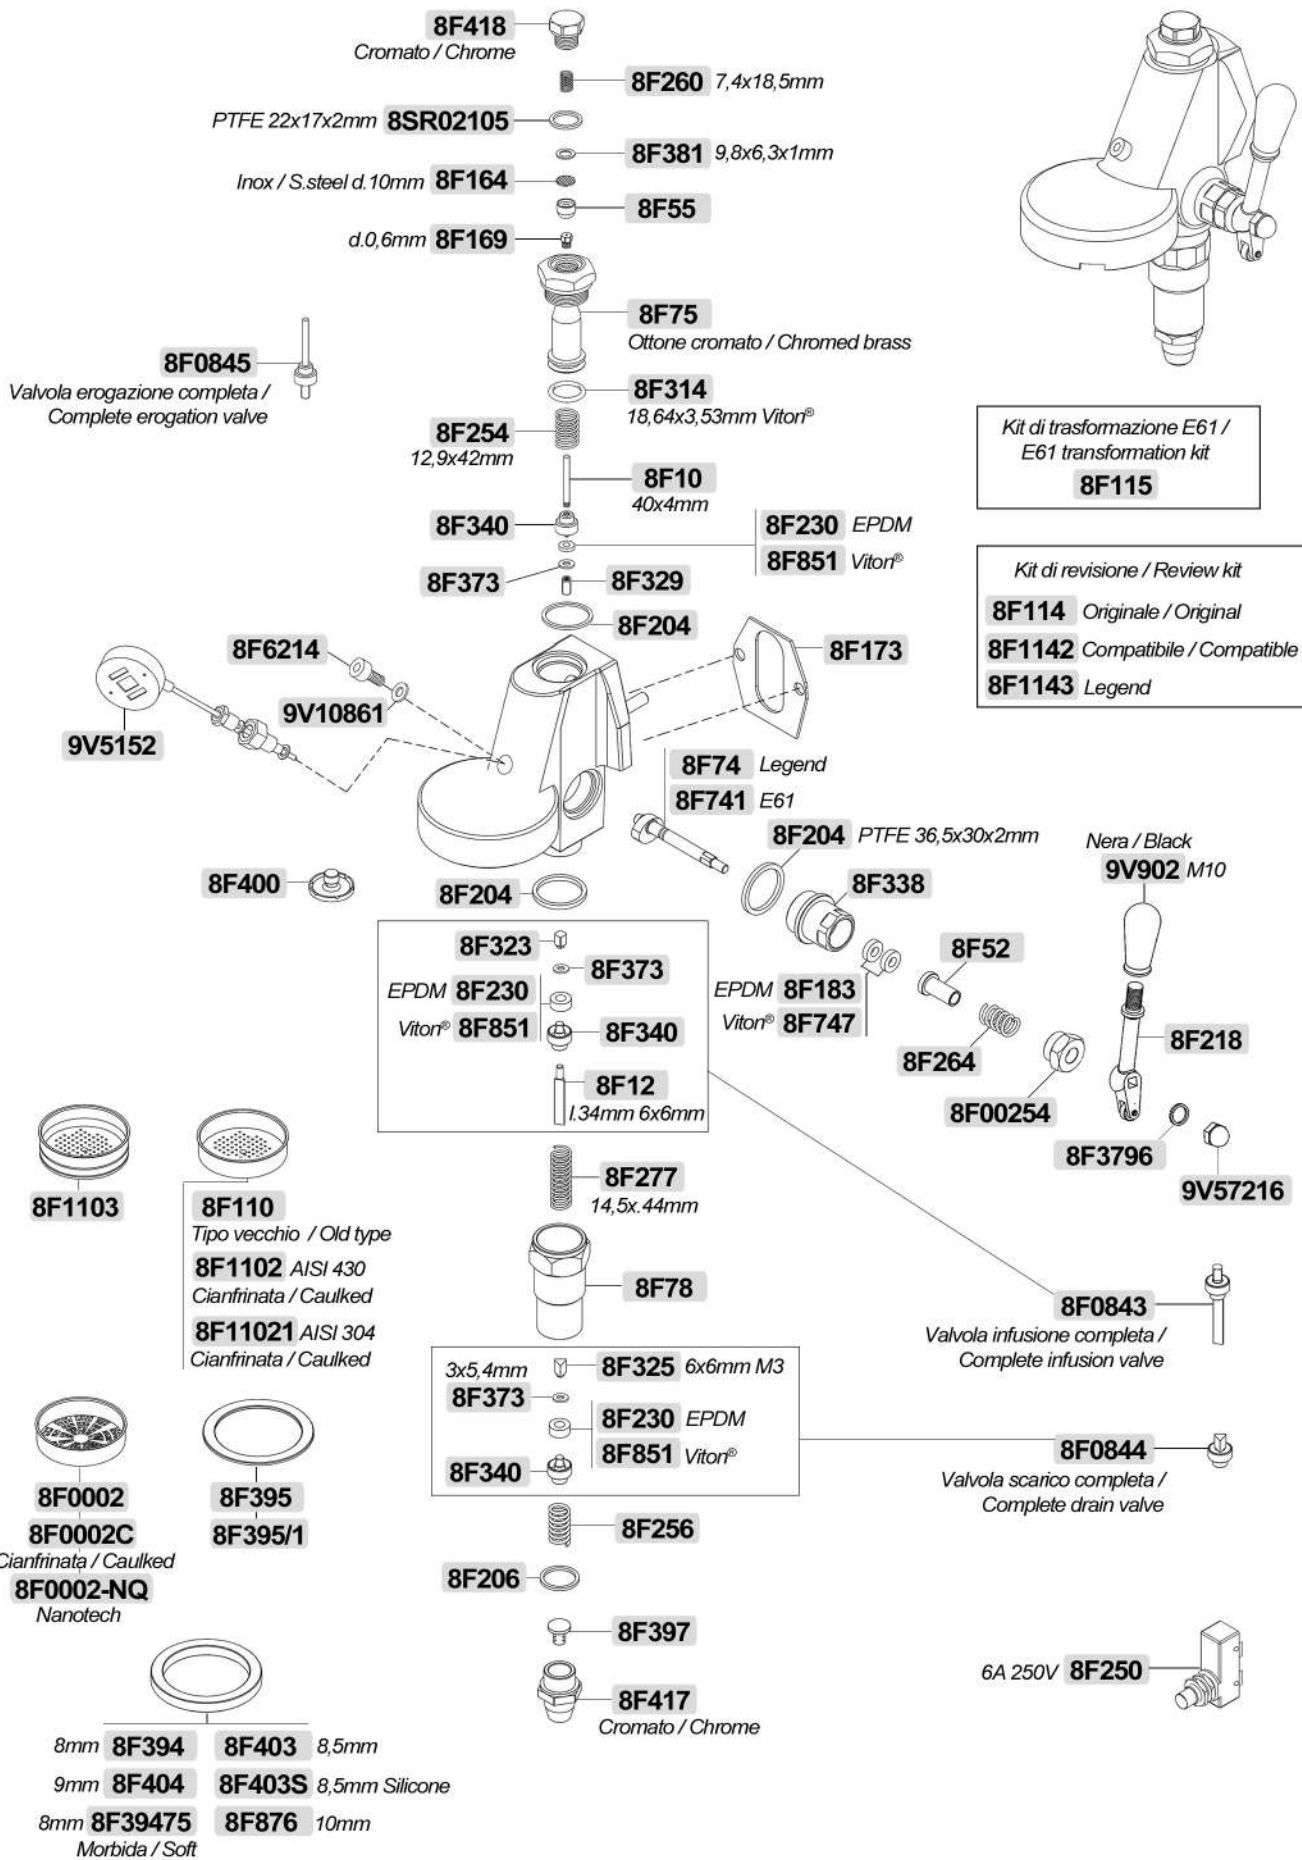 8F418
Cromato / Chrome
8F260 7,4x18,5mm
PTFE 22x17x2mm 8SR02105
8F381 9,8x6,3x1mm
Inox / S.steel d.10mm 8F164
8F55
d.0,6mm 8F169
8F75
Ottone cromato / Chromed brass
8F0845
Valvola erogazione completa /
Complete erogation valve
8F314
18,64x3,53mm Viton®
8F254
12,9x42mm
8F10
40x4mm
Kit di trasformazione E61 /
E61 transformation kit
8F115
8F340
8F230 EPDM
8F851 Viton®
8F373
8F329
8F204
Kit di revisione / Review kit
8F114 Originale / Original
8F1142 Compatibile / Compatible
8F1143 Legend
8F6214
8F173
9V10861
9V5152
8F74 Legend
8F741 E61
8F204 PTFE 36,5x30x2mm
Nera / Black
9V902 M10
8F400
8F204
8F338
8F323
8F373
EPDM 8F230
Viton® 8F851
8F340
8F12
l.34mm 6x6mm
8F52
EPDM 8F183
Viton® 8F747
8F264
8F218
8F00254
8F3796
9V57216
8F1103
8F110
Tipo vecchio / Old type
8F1102 AISI 430
Cianfrinata / Caulked
8F11021 AISI 304
Cianfrinata / Caulked
8F277
14,5x.44mm
8F78
8F0843
Valvola infusione completa /
Complete infusion valve
3x5,4mm
8F325 6x6mm M3
8F373
8F230 EPDM
8F851 Viton®
8F340
8F0844
Valvola scarico completa /
Complete drain valve
8F0002
8F0002C
Cianfrinata / Caulked
8F0002-NQ
Nanotech
8F395
8F395/1
8F256
8F206
8F397
8F417
Cromato / Chrome
6A 250V 8F250
8mm 8F394 8F403 8,5mm
9mm 8F404 8F403S 8,5mm Silicone
8mm 8F39475 8F876 10mm
Morbida / Soft